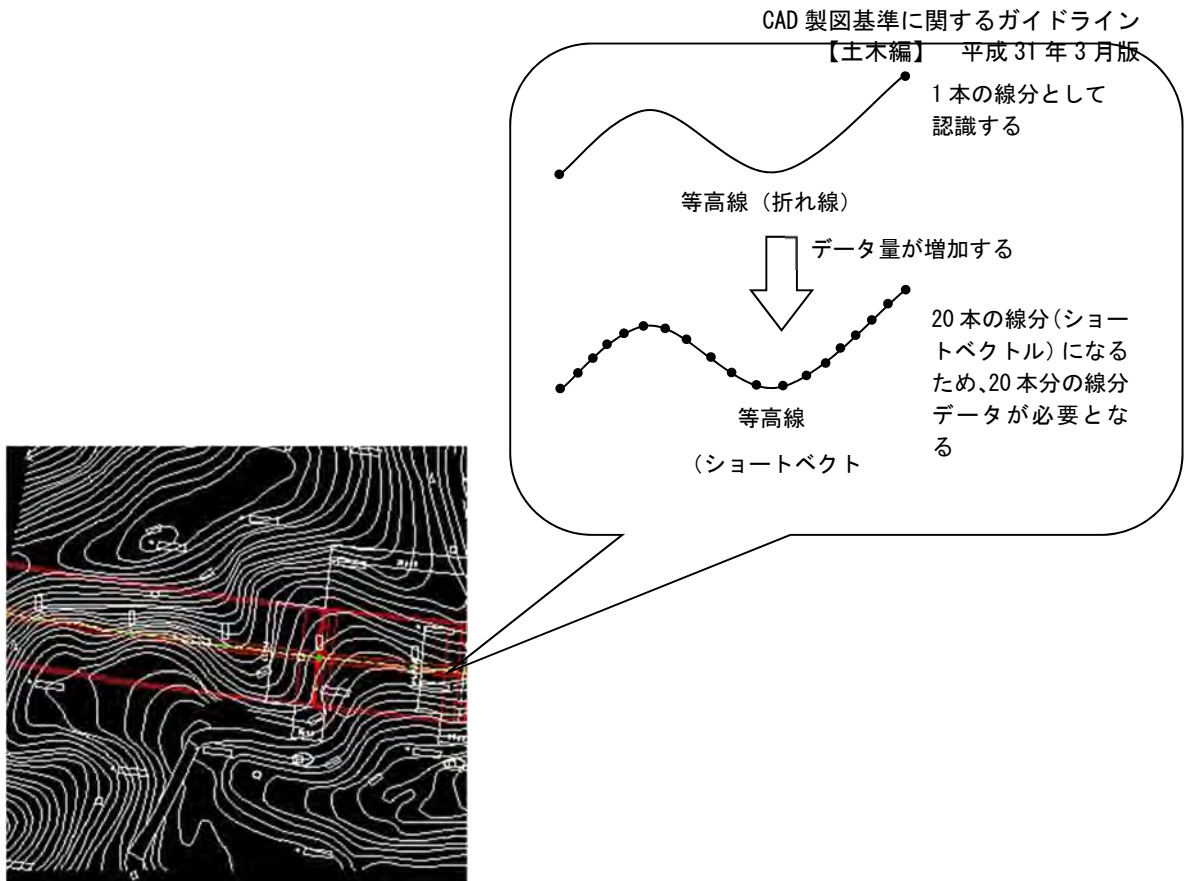 CAD 製図基準に関するガイドライン
【土木編】 平成 31 年 3 月版
1 本の線分として
認識する
等高線（折れ線）
データ量が増加する
20 本の線分（ショー
トベクトル）になる
ため、20 本分の線分
データが必要とな
る
等高線
（ショートベクト